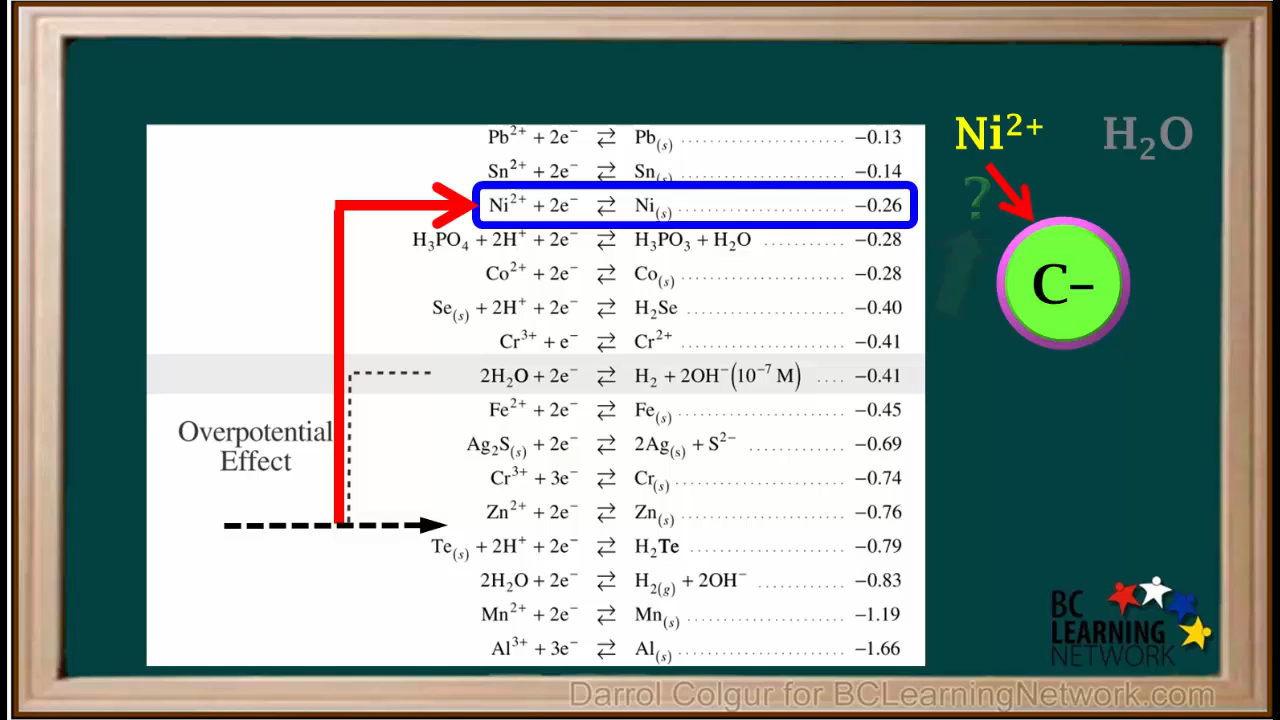 Pb²⁺ + 2e⁻ ⇄ Pb₍s₎ ........................ −0.13
Sn²⁺ + 2e⁻ ⇄ Sn₍s₎ ........................ −0.14
Ni²⁺ + 2e⁻ ⇄ Ni₍s₎ ........................ −0.26
H₃PO₄ + 2H⁺ + 2e⁻ ⇄ H₃PO₃ + H₂O ............ −0.28
Co²⁺ + 2e⁻ ⇄ Co₍s₎ ........................ −0.28
Se₍s₎ + 2H⁺ + 2e⁻ ⇄ H₂Se ...................... −0.40
Cr³⁺ + e⁻ ⇄ Cr²⁺ ........................ −0.41
2H₂O + 2e⁻ ⇄ H₂ + 2OH⁻(10⁻⁷ M) .... −0.41
Fe²⁺ + 2e⁻ ⇄ Fe₍s₎ ........................ −0.45
Ag₂S₍s₎ + 2e⁻ ⇄ 2Ag₍s₎ + S²⁻ .............. −0.69
Cr³⁺ + 3e⁻ ⇄ Cr₍s₎ ........................ −0.74
Zn²⁺ + 2e⁻ ⇄ Zn₍s₎ ........................ −0.76
Te₍s₎ + 2H⁺ + 2e⁻ ⇄ H₂Te ...................... −0.79
2H₂O + 2e⁻ ⇄ H₂₍g₎ + 2OH⁻ ............ −0.83
Mn²⁺ + 2e⁻ ⇄ Mn₍s₎ ........................ −1.19
Al³⁺ + 3e⁻ ⇄ Al₍s₎ ........................ −1.66
Overpotential
Effect
Ni²⁺ H₂O
?
C−
BC
LEARNING
NETWORK
Darrol Colgur for BCLearningNetwork.com